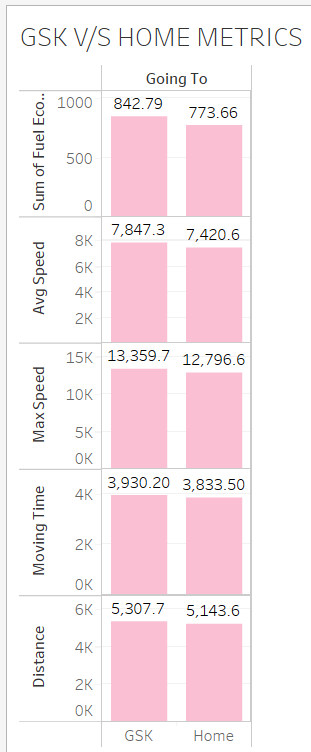 GSK V/S HOME METRICS
Going To
Sum of Fuel Eco..
1000
500
0
842.79
773.66
Avg Speed
8K
6K
4K
2K
7,847.3
7,420.6
Max Speed
15K
10K
5K
0K
13,359.7
12,796.6
Moving Time
4K
2K
0K
3,930.20
3,833.50
Distance
6K
4K
2K
0K
5,307.7
5,143.6
GSK
Home